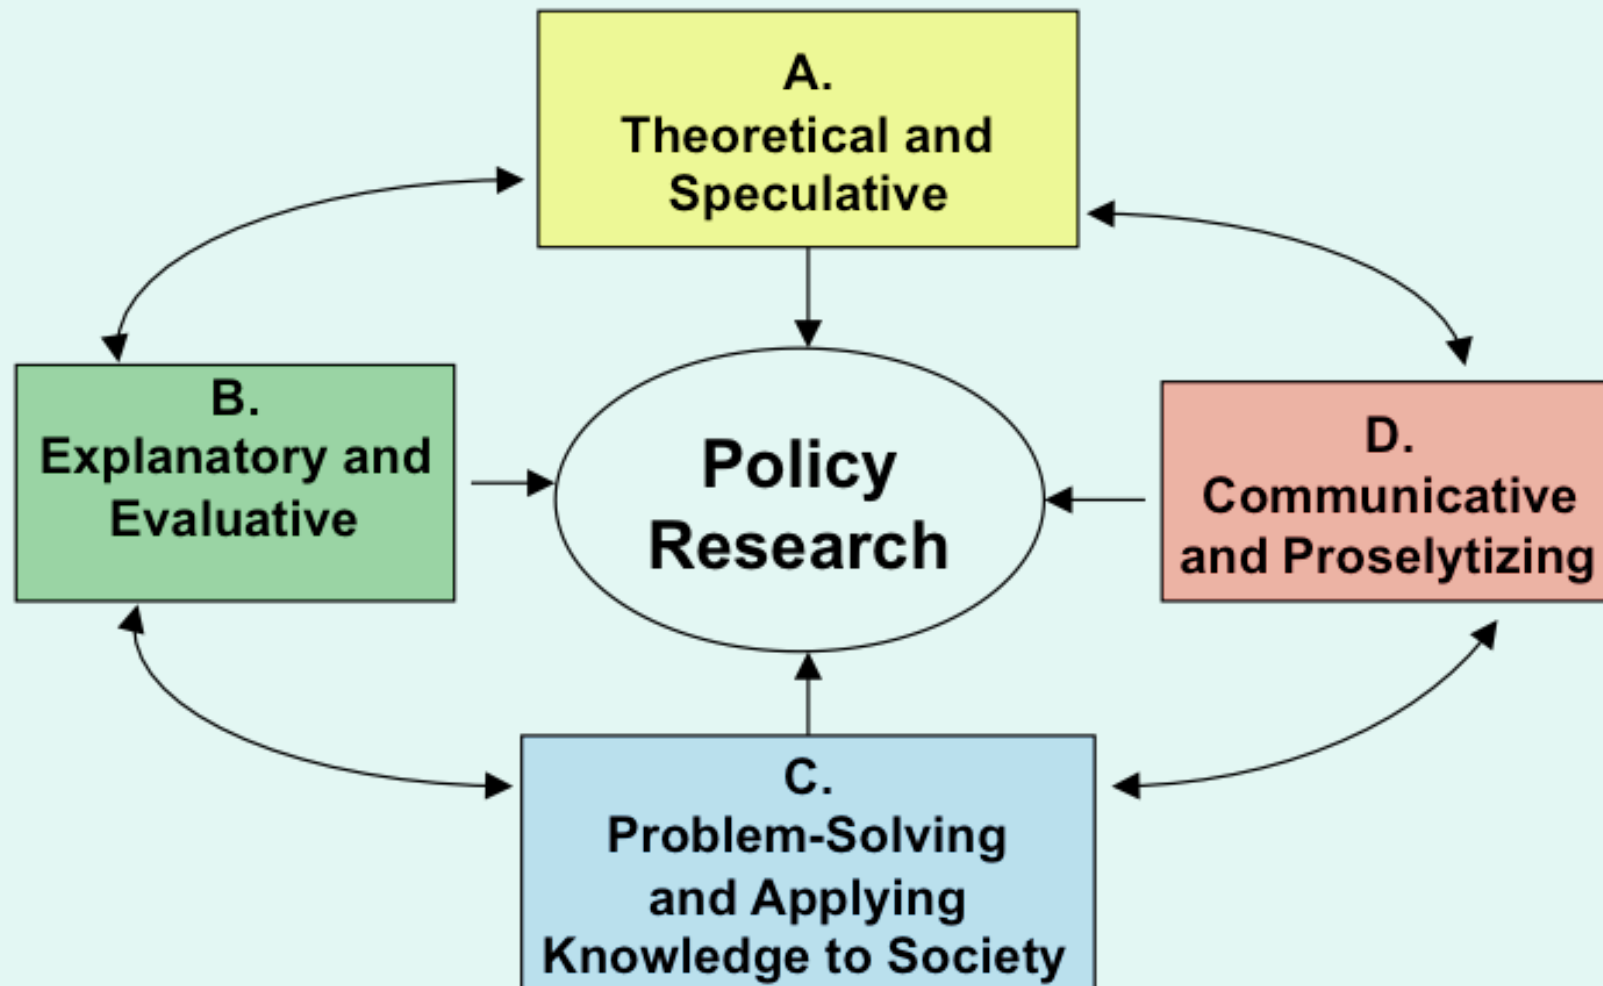 A.
Theoretical and
Speculative
B.
Explanatory and
Evaluative
Policy
Research
D.
Communicative
and Proselytizing
C.
Problem-Solving
and Applying
Knowledge to Society